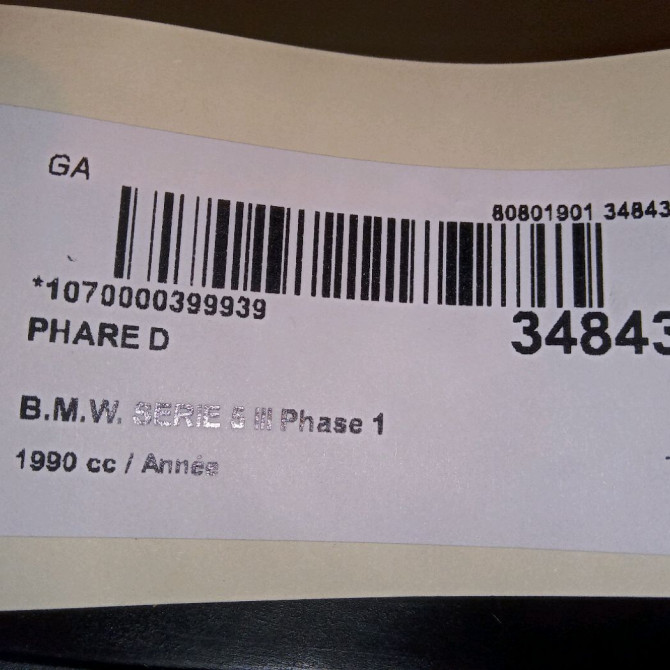 GA
80801901 34843
*1070000399939
34843
PHARE D
B.M.W. SERIE 5 III Phase 1
1990 cc / Année